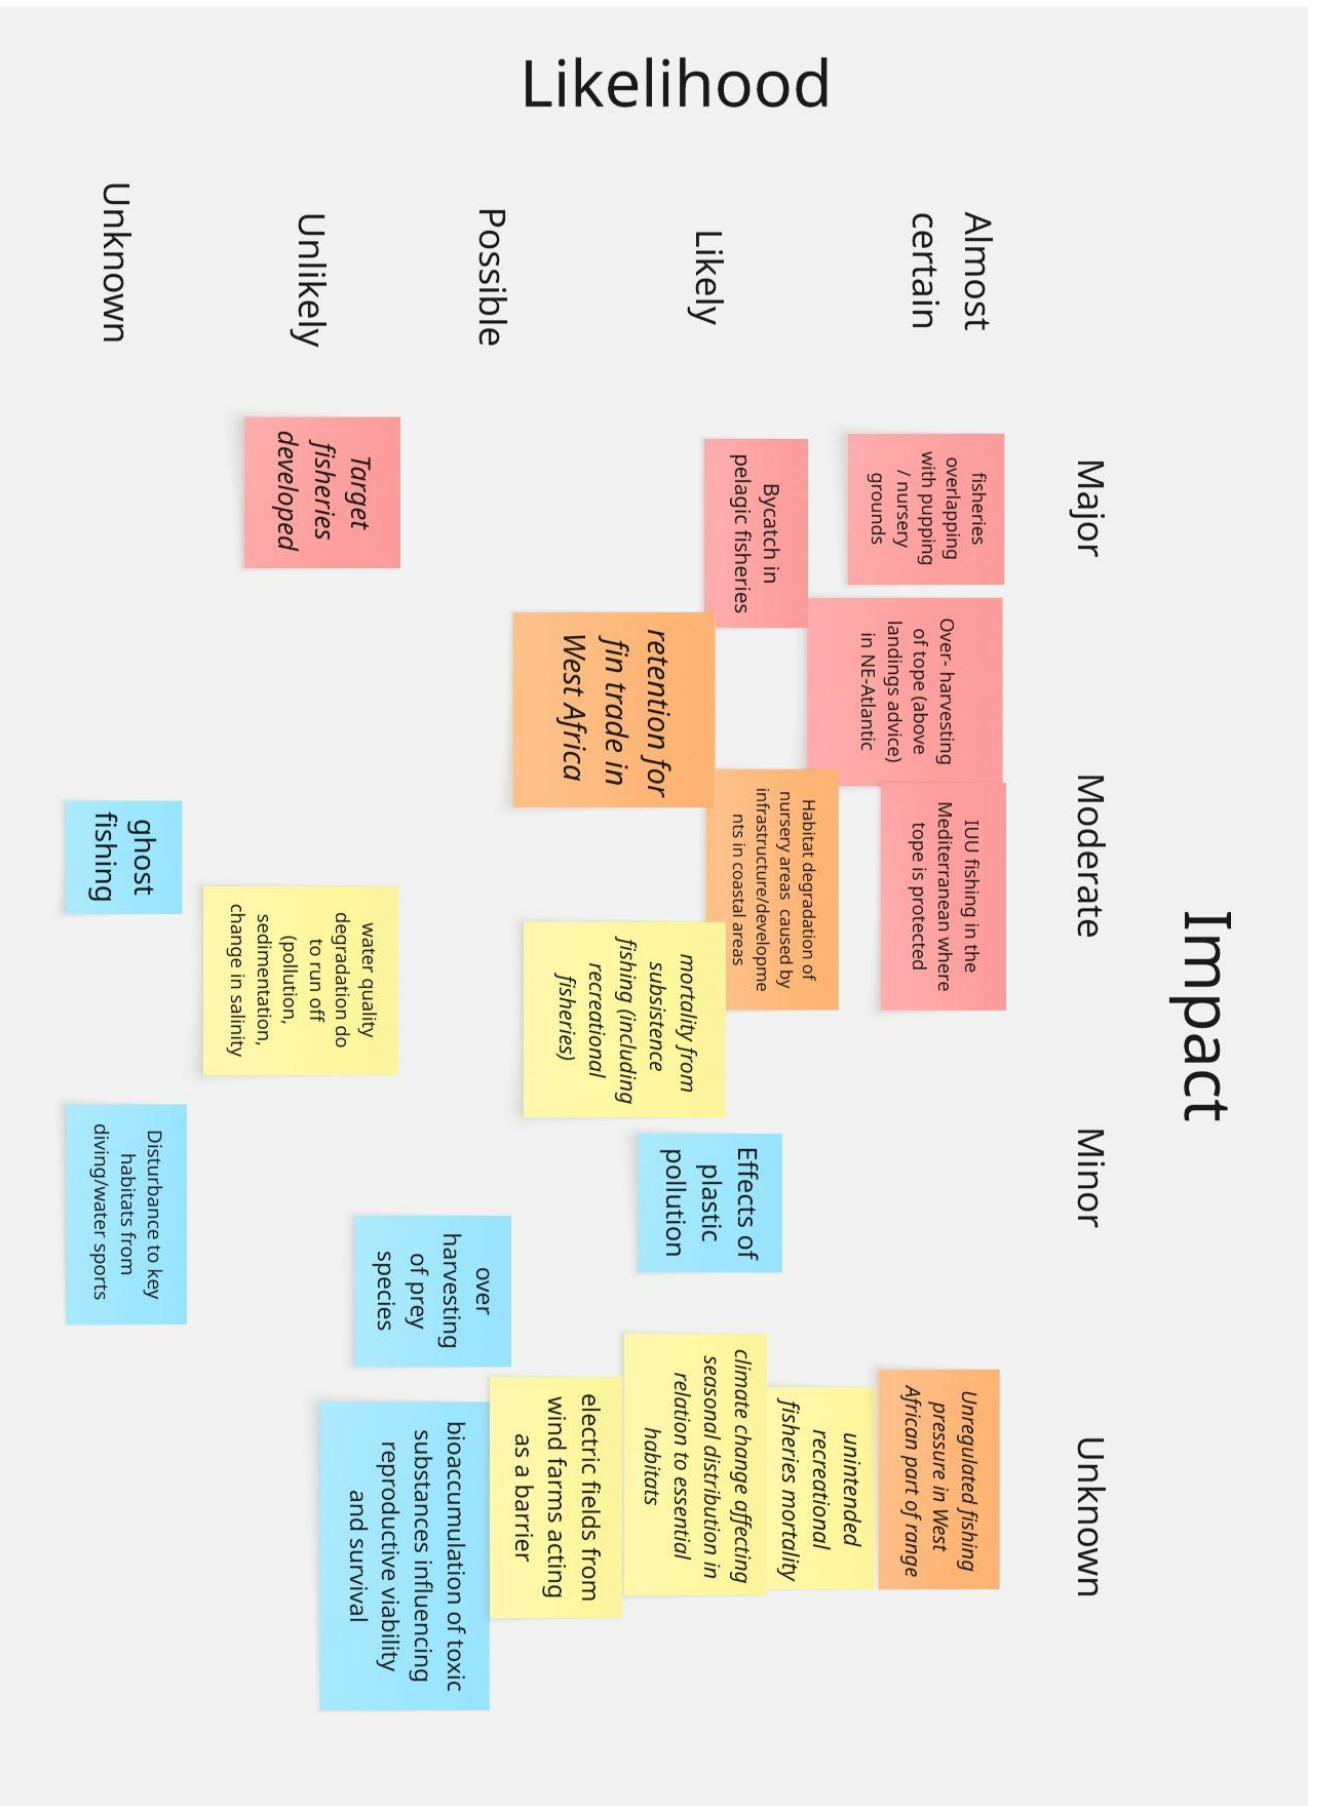 Likelihood
Impact
Major
Moderate
Minor
Unknown
Almost
certain
Likely
Possible
Unlikely
Unknown
fisheries
overlapping
with pupping
/ nursery
grounds
Over- harvesting
of tope (above
landings advice)
in NE-Atlantic
IUU fishing in the
Mediterranean where
tope is protected
Unregulated fishing
pressure in West
African part of range
Bycatch in
pelagic fisheries
Habitat degradation of
nursery areas caused by
infrastructure/developme
nts in coastal areas
unintended
recreational
fisheries mortality
Effects of
plastic
pollution
climate change affecting
seasonal distribution in
relation to essential
habitats
retention for
fin trade in
West Africa
mortality from
subsistence
fishing (including
recreational
fisheries)
electric fields from
wind farms acting
as a barrier
over
harvesting
of prey
species
bioaccumulation of toxic
substances influencing
reproductive viability
and survival
Target
fisheries
developed
water quality
degradation do
to run off
(pollution,
sedimentation,
change in salinity
ghost
fishing
Disturbance to key
habitats from
diving/water sports